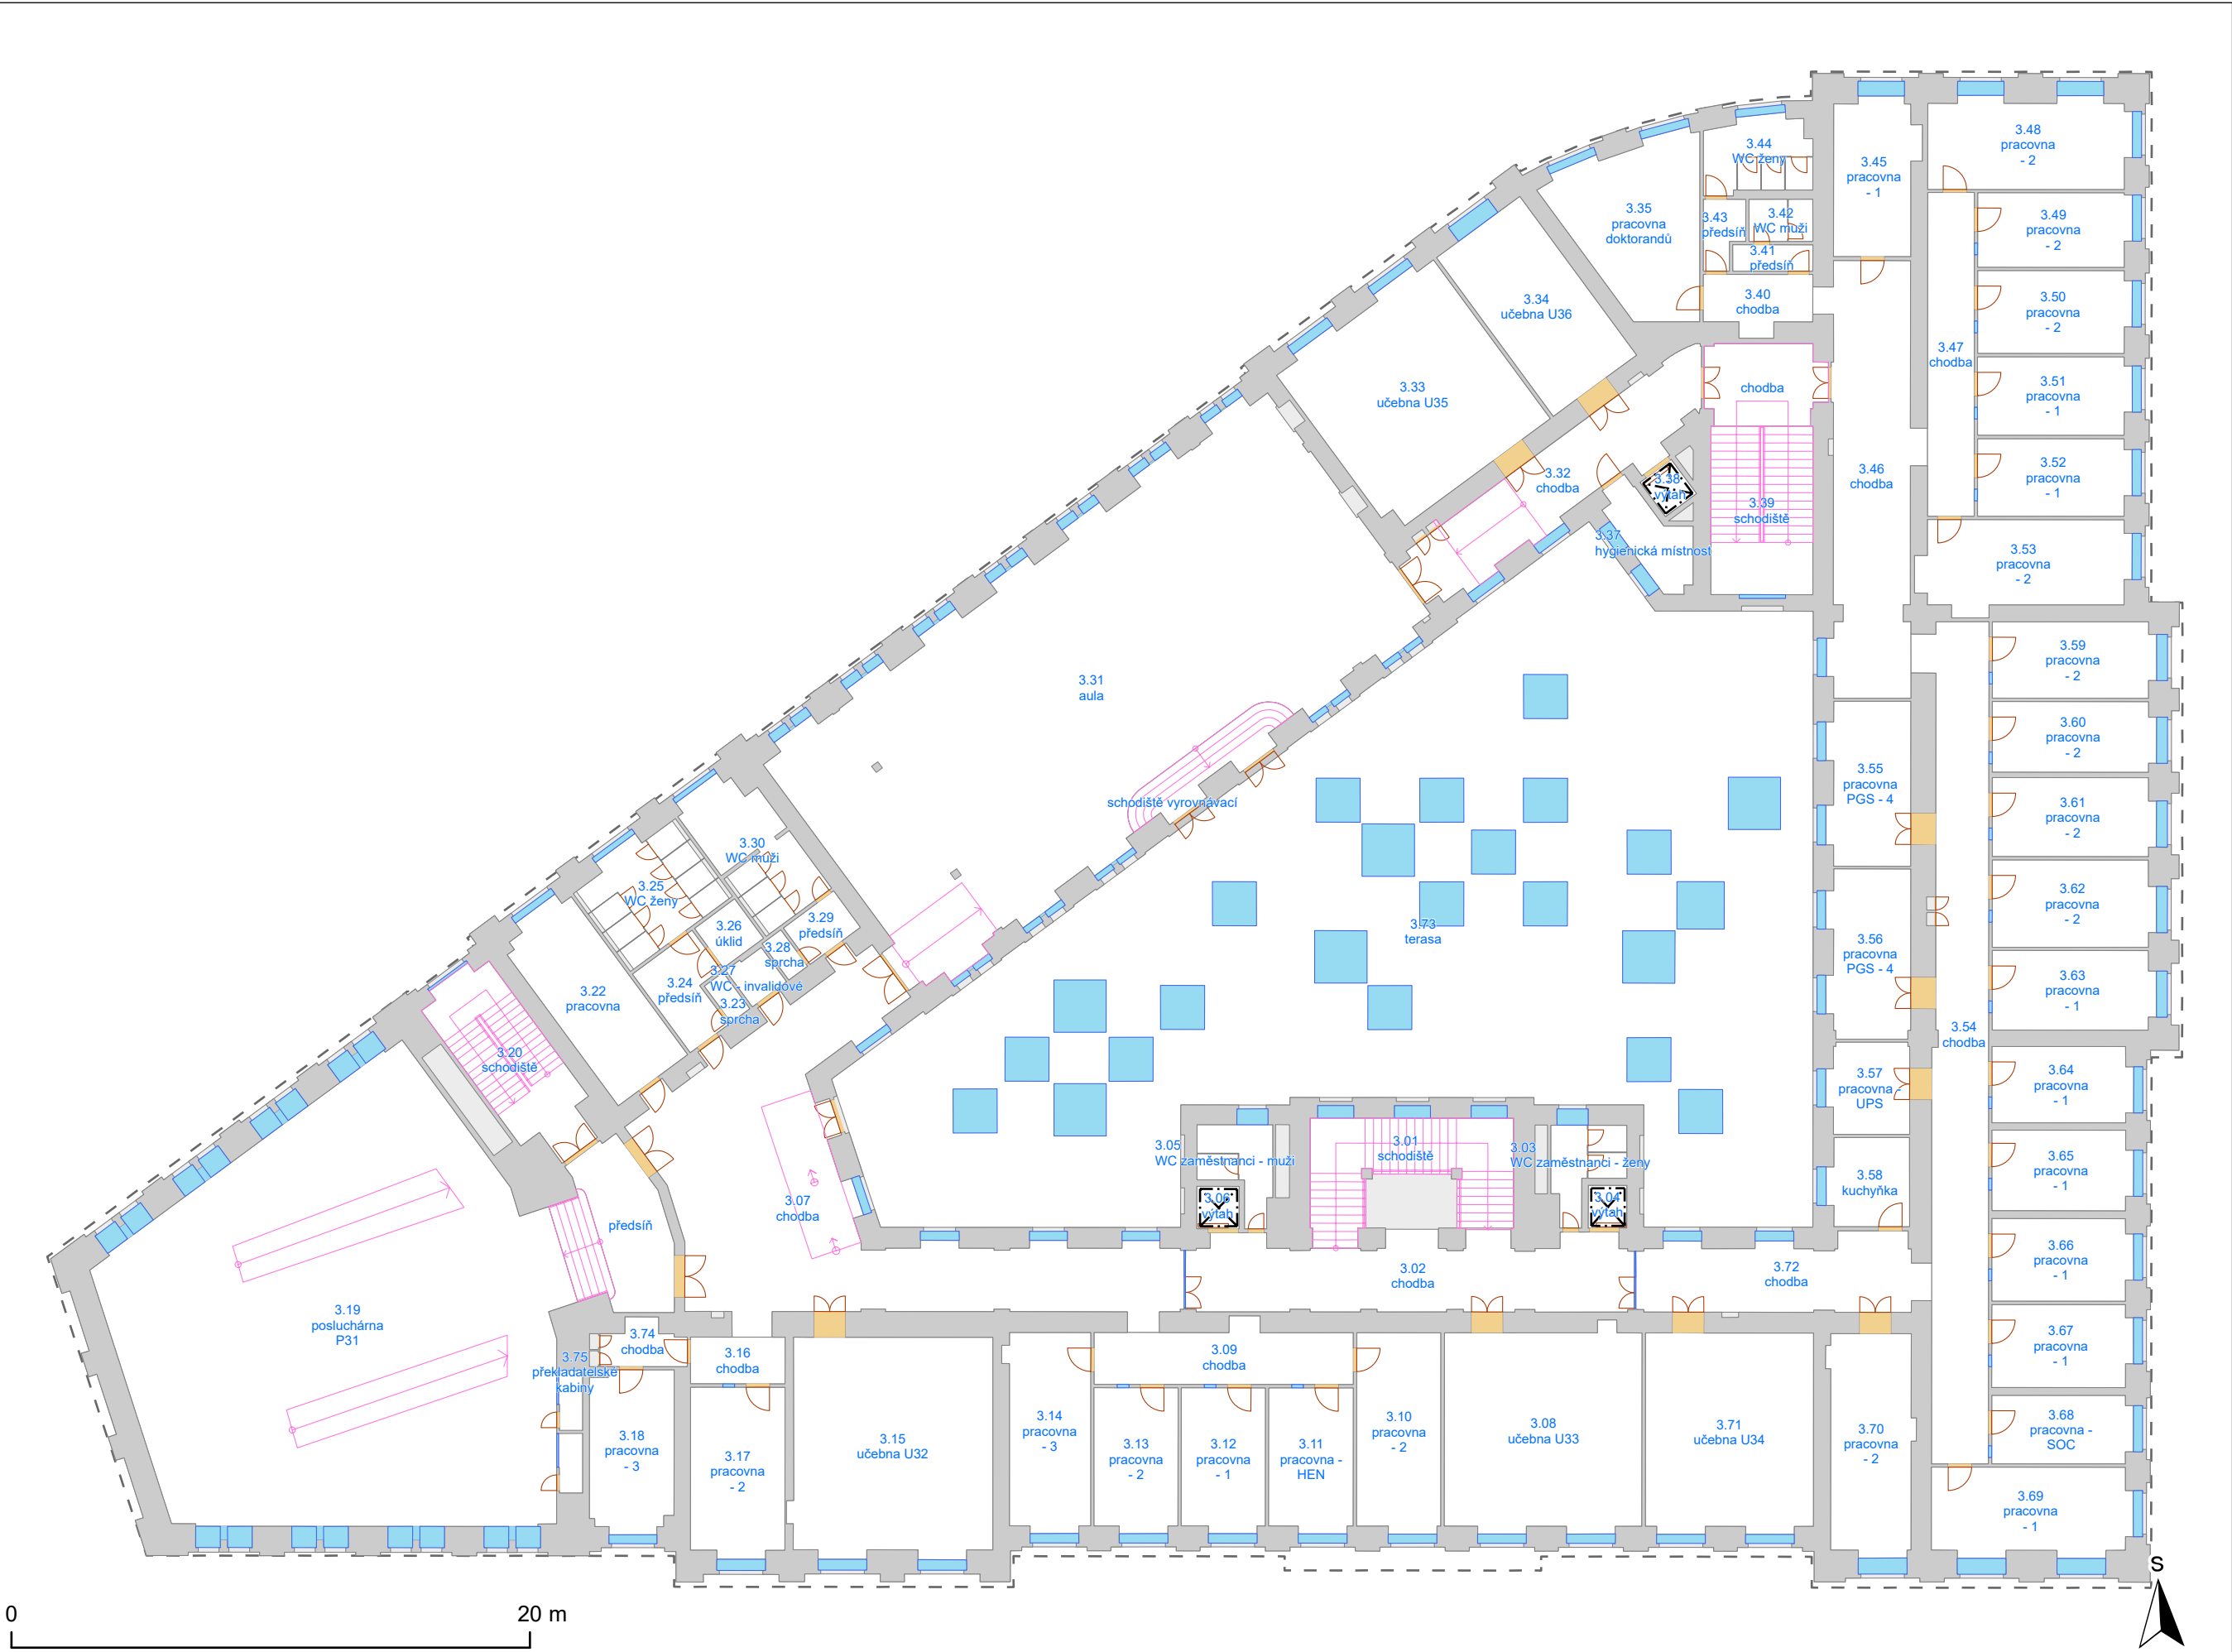 3.44
WC ženy
3.45
pracovna
- 1
3.48
pracovna
- 2
3.35
pracovna
doktorandů
3.43
předsíň
3.42
WC muži
3.41
předsíň
3.40
chodba
3.49
pracovna
- 2
3.50
pracovna
- 2
3.34
učebna U36
3.33
učebna U35
chodba
3.47
chodba
3.51
pracovna
- 1
3.52
pracovna
- 1
3.32
chodba
3.38
výtah
3.39
schodiště
3.46
chodba
3.37
hygienická místnost
3.53
pracovna
- 2
3.31
aula
schodiště vyrovnávací
3.59
pracovna
- 2
3.60
pracovna
- 2
3.55
pracovna
PGS - 4
3.61
pracovna
- 2
3.62
pracovna
- 2
3.56
pracovna
PGS - 4
3.63
pracovna
- 1
3.73
terasa
3.30
WC muži
3.25
WC ženy
3.26
úklid
3.29
předsíň
3.28
sprcha
3.27
WC - invalidové
3.24
předsíň
3.23
sprcha
3.22
pracovna
3.20
schodiště
3.54
chodba
3.57
pracovna -
UPS
3.64
pracovna
- 1
3.05
WC zaměstnanci - muži
3.01
schodiště
3.03
WC zaměstnanci - ženy
3.06
výtah
3.04
výtah
3.58
kuchyňka
3.65
pracovna
- 1
3.07
chodba
předsíň
3.02
chodba
3.72
chodba
3.66
pracovna
- 1
3.19
posluchárna
P31
3.74
chodba
3.75
překladatelské
kabiny
3.16
chodba
3.09
chodba
3.67
pracovna
- 1
3.18
pracovna
- 3
3.17
pracovna
- 2
3.15
učebna U32
3.14
pracovna
- 3
3.13
pracovna
- 2
3.12
pracovna
- 1
3.11
pracovna -
HEN
3.10
pracovna
- 2
3.08
učebna U33
3.71
učebna U34
3.70
pracovna
- 2
3.68
pracovna -
SOC
3.69
pracovna
- 1
S
0
20 m